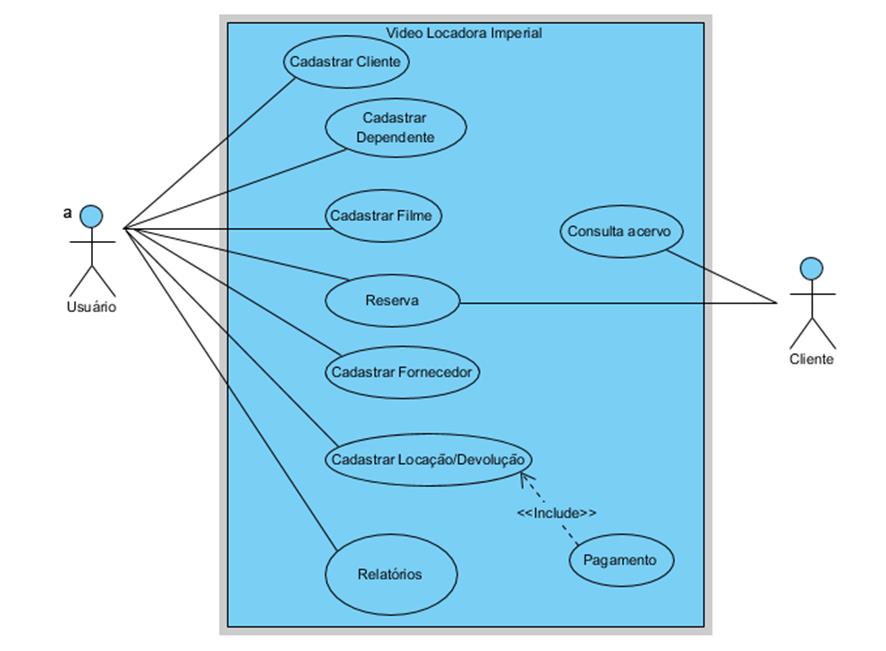 Video Locadora Imperial
Cadastrar Cliente
Cadastrar
Dependente
a
Cadastrar Filme
Consulta acervo
Usuário
Reserva
Cliente
Cadastrar Fornecedor
Cadastrar Locação/Devolução
<<Include>>
Pagamento
Relatórios